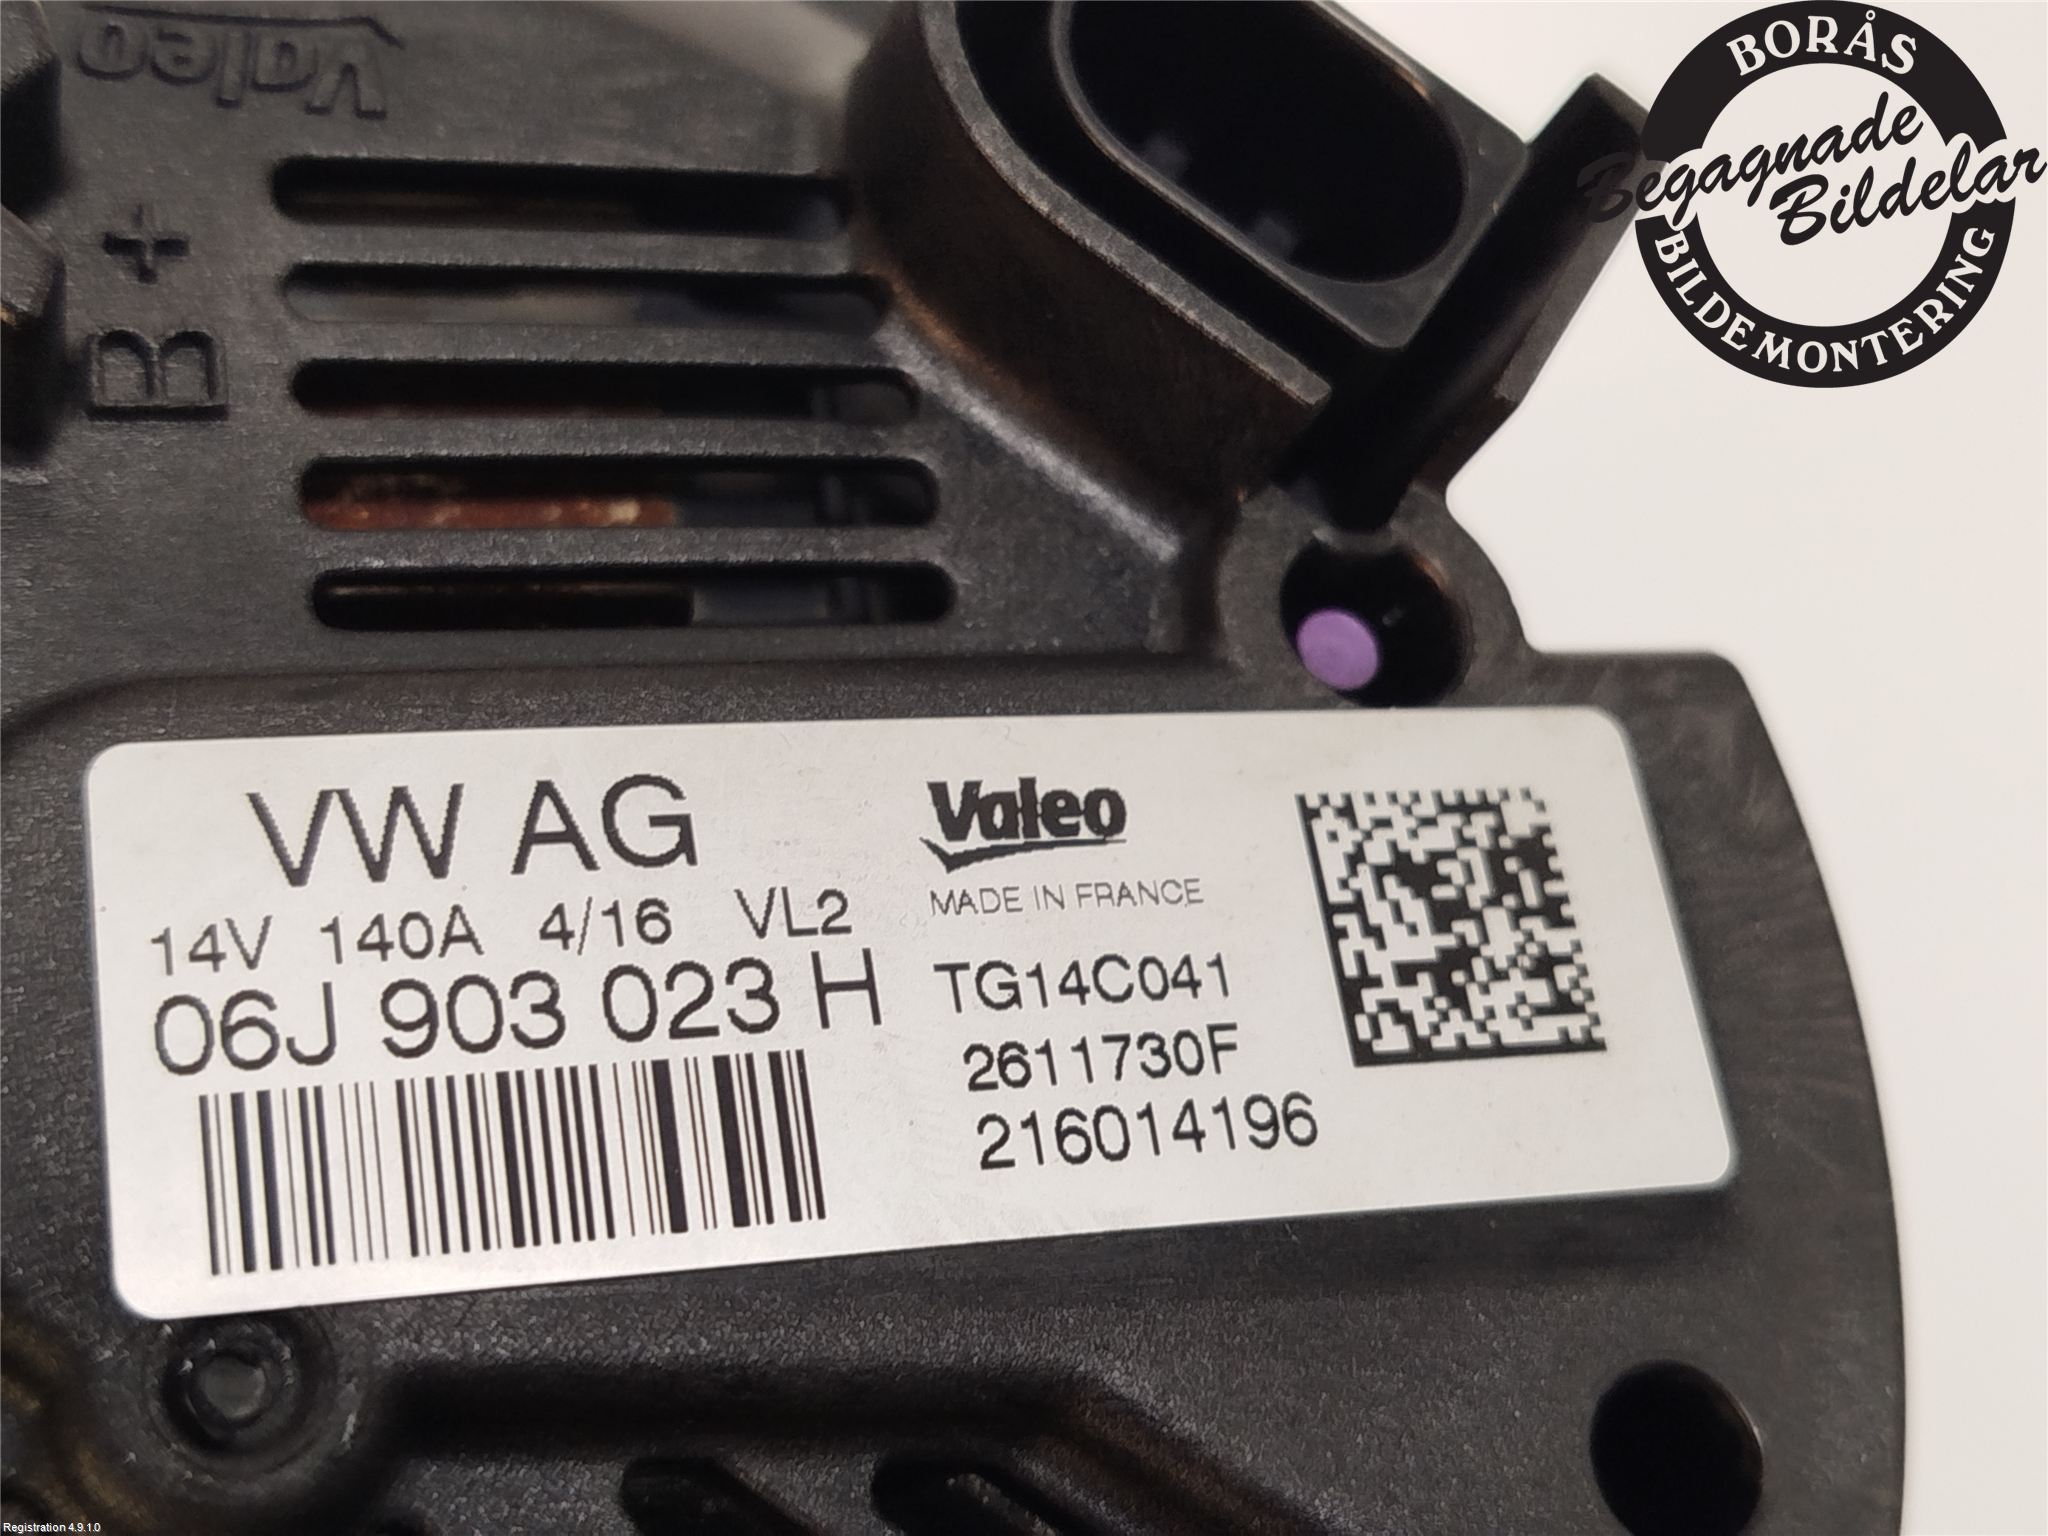 Valeo
B+
BORÅS
Begagnade
Bildelar
BILDEMONTERING
VW AG
14V 140A 4/16 VL2
06J 903 023 H
Valeo
MADE IN FRANCE
TG14C041
2611730F
216014196
Registration 4.9.1.0